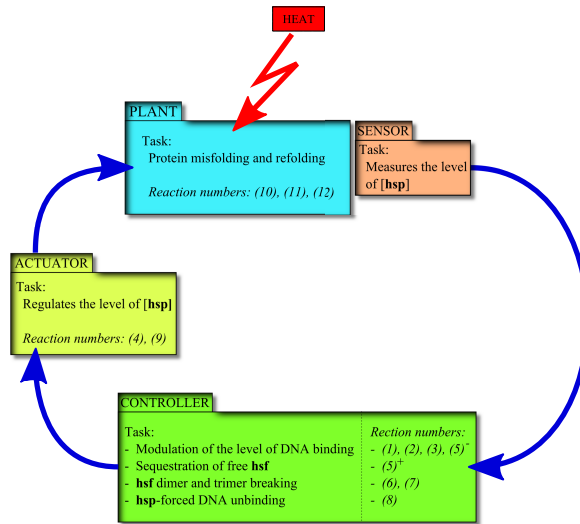 HEAT
PLANT
Task:
Protein misfolding and refolding
Reaction numbers: (10), (11), (12)
SENSOR
Task:
Measures the level
of [hsp]
ACTUATOR
Task:
Regulates the level of [hsp]
Reaction numbers: (4), (9)
CONTROLLER
Task:
- Modulation of the level of DNA binding
- Sequestration of free hsf
- hsf dimer and trimer breaking
- hsp-forced DNA unbinding
Rection numbers:
- (1), (2), (3), (5)⁻
- (5)⁺
- (6), (7)
- (8)